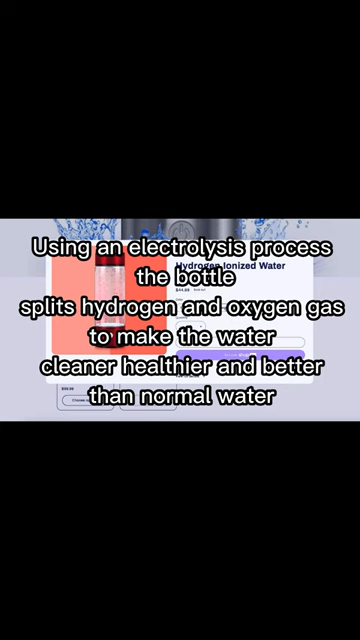 Using an electrolysis process
the bottle
Hydrogen Ionized Water
splits hydrogen and oxygen gas
to make the water
cleaner healthier and better
than normal water